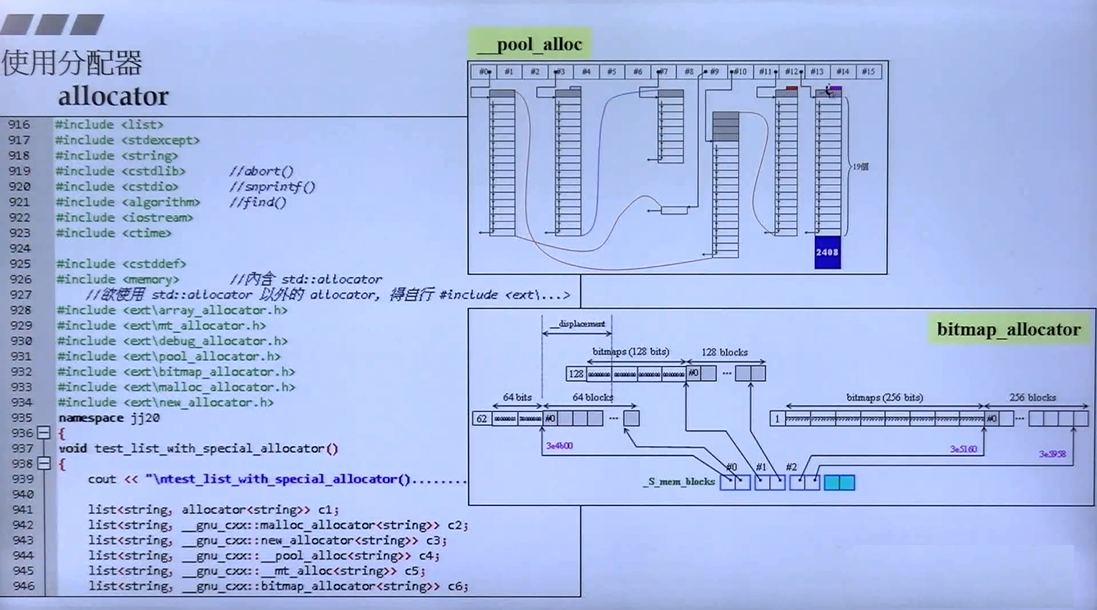 使用分配器
allocator
916 #include <list>
917 #include <stdexcept>
918 #include <string>
919 #include <cstdlib> //abort()
920 #include <cstdio> //snprintf()
921 #include <algorithm> //find()
922 #include <iostream>
923 #include <ctime>
924
925 #include <cstddef>
926 #include <memory> //內含 std::allocator
927 //欲使用 std::allocator 以外的 allocator, 得自行 #include <ext\...>
928 #include <ext\array_allocator.h>
929 #include <ext\mt_allocator.h>
930 #include <ext\debug_allocator.h>
931 #include <ext\pool_allocator.h>
932 #include <ext\bitmap_allocator.h>
933 #include <ext\malloc_allocator.h>
934 #include <ext\new_allocator.h>
935 namespace jj20
936 {
937 void test_list_with_special_allocator()
938 {
939 cout << "\ntest_list_with_special_allocator()........
940
941 list<string, allocator<string>> c1;
942 list<string, __gnu_cxx::malloc_allocator<string>> c2;
943 list<string, __gnu_cxx::new_allocator<string>> c3;
944 list<string, __gnu_cxx::__pool_alloc<string>> c4;
945 list<string, __gnu_cxx::__mt_alloc<string>> c5;
946 list<string, __gnu_cxx::bitmap_allocator<string>> c6;
__pool_alloc
#0 #1 #2 #3 #4 #5 #6 #7 #8 #9 #10 #11 #12 #13 #14 #15
19個
2408
bitmap_allocator
__displacement
bitmaps (128 bits) 128 blocks
128 #0 ...
64 bits 64 blocks bitmaps (256 bits) 256 blocks
62 #0 ... 1 #0 ...
3e4b00 3e5160 3e5958
#0 #1 #2
_S_mem_blocks